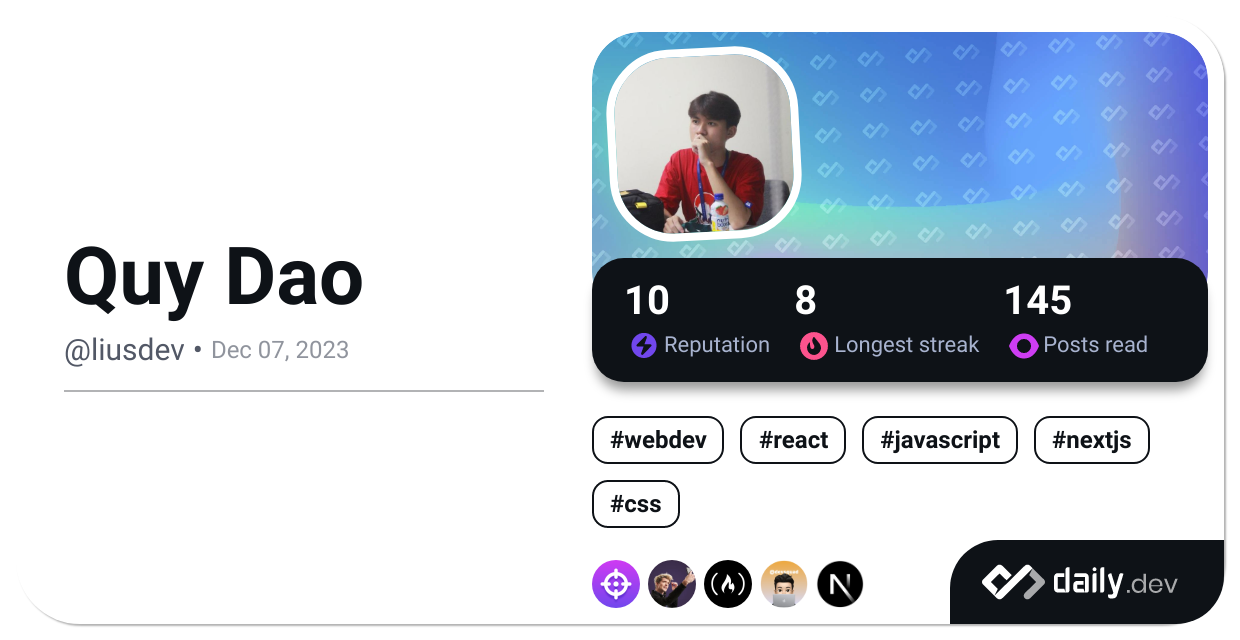 Quy Dao
@liusdev • Dec 07, 2023
10 8 145
Reputation Longest streak Posts read
#webdev #react #javascript #nextjs
#css
daily.dev